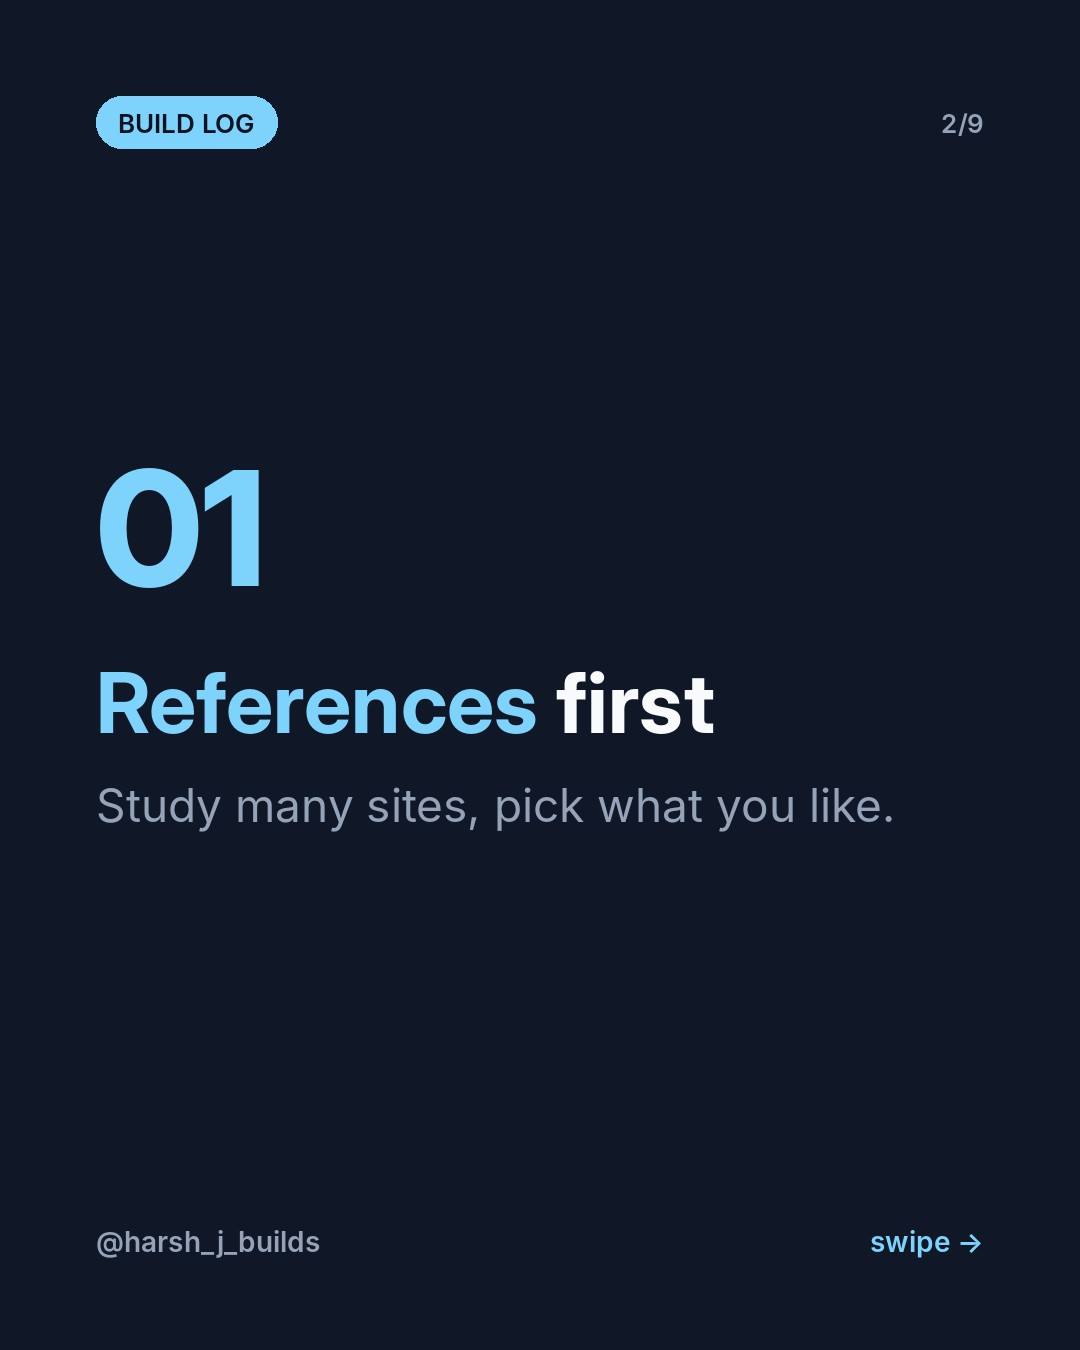 BUILD LOG
2/9
01
References first
Study many sites, pick what you like.
@harsh_j_builds
swipe →